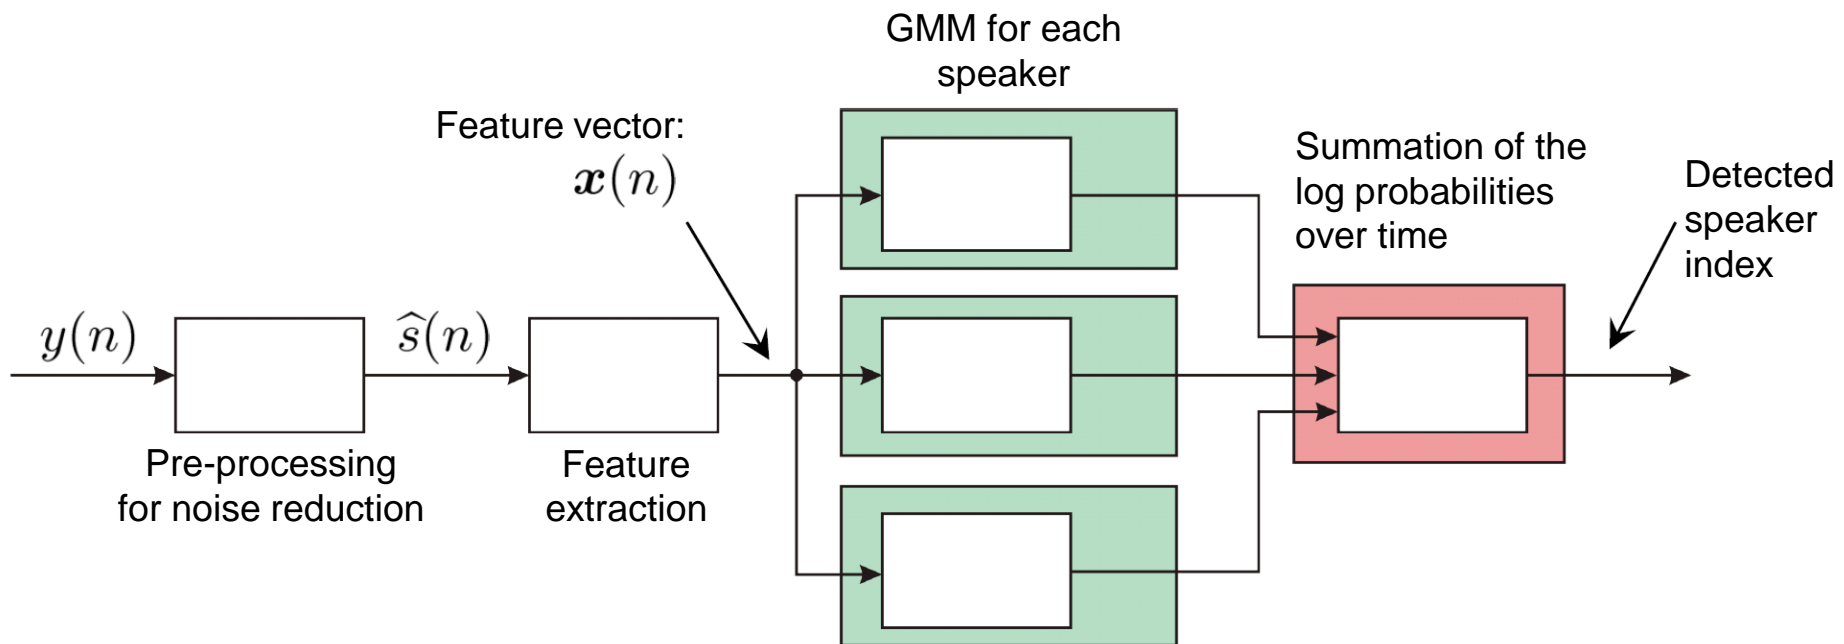 GMM for each
speaker
Feature vector:
x(n)
Summation of the
log probabilities
over time
Detected
speaker
index
y(n)
ŝ(n)
Pre-processing
for noise reduction
Feature
extraction